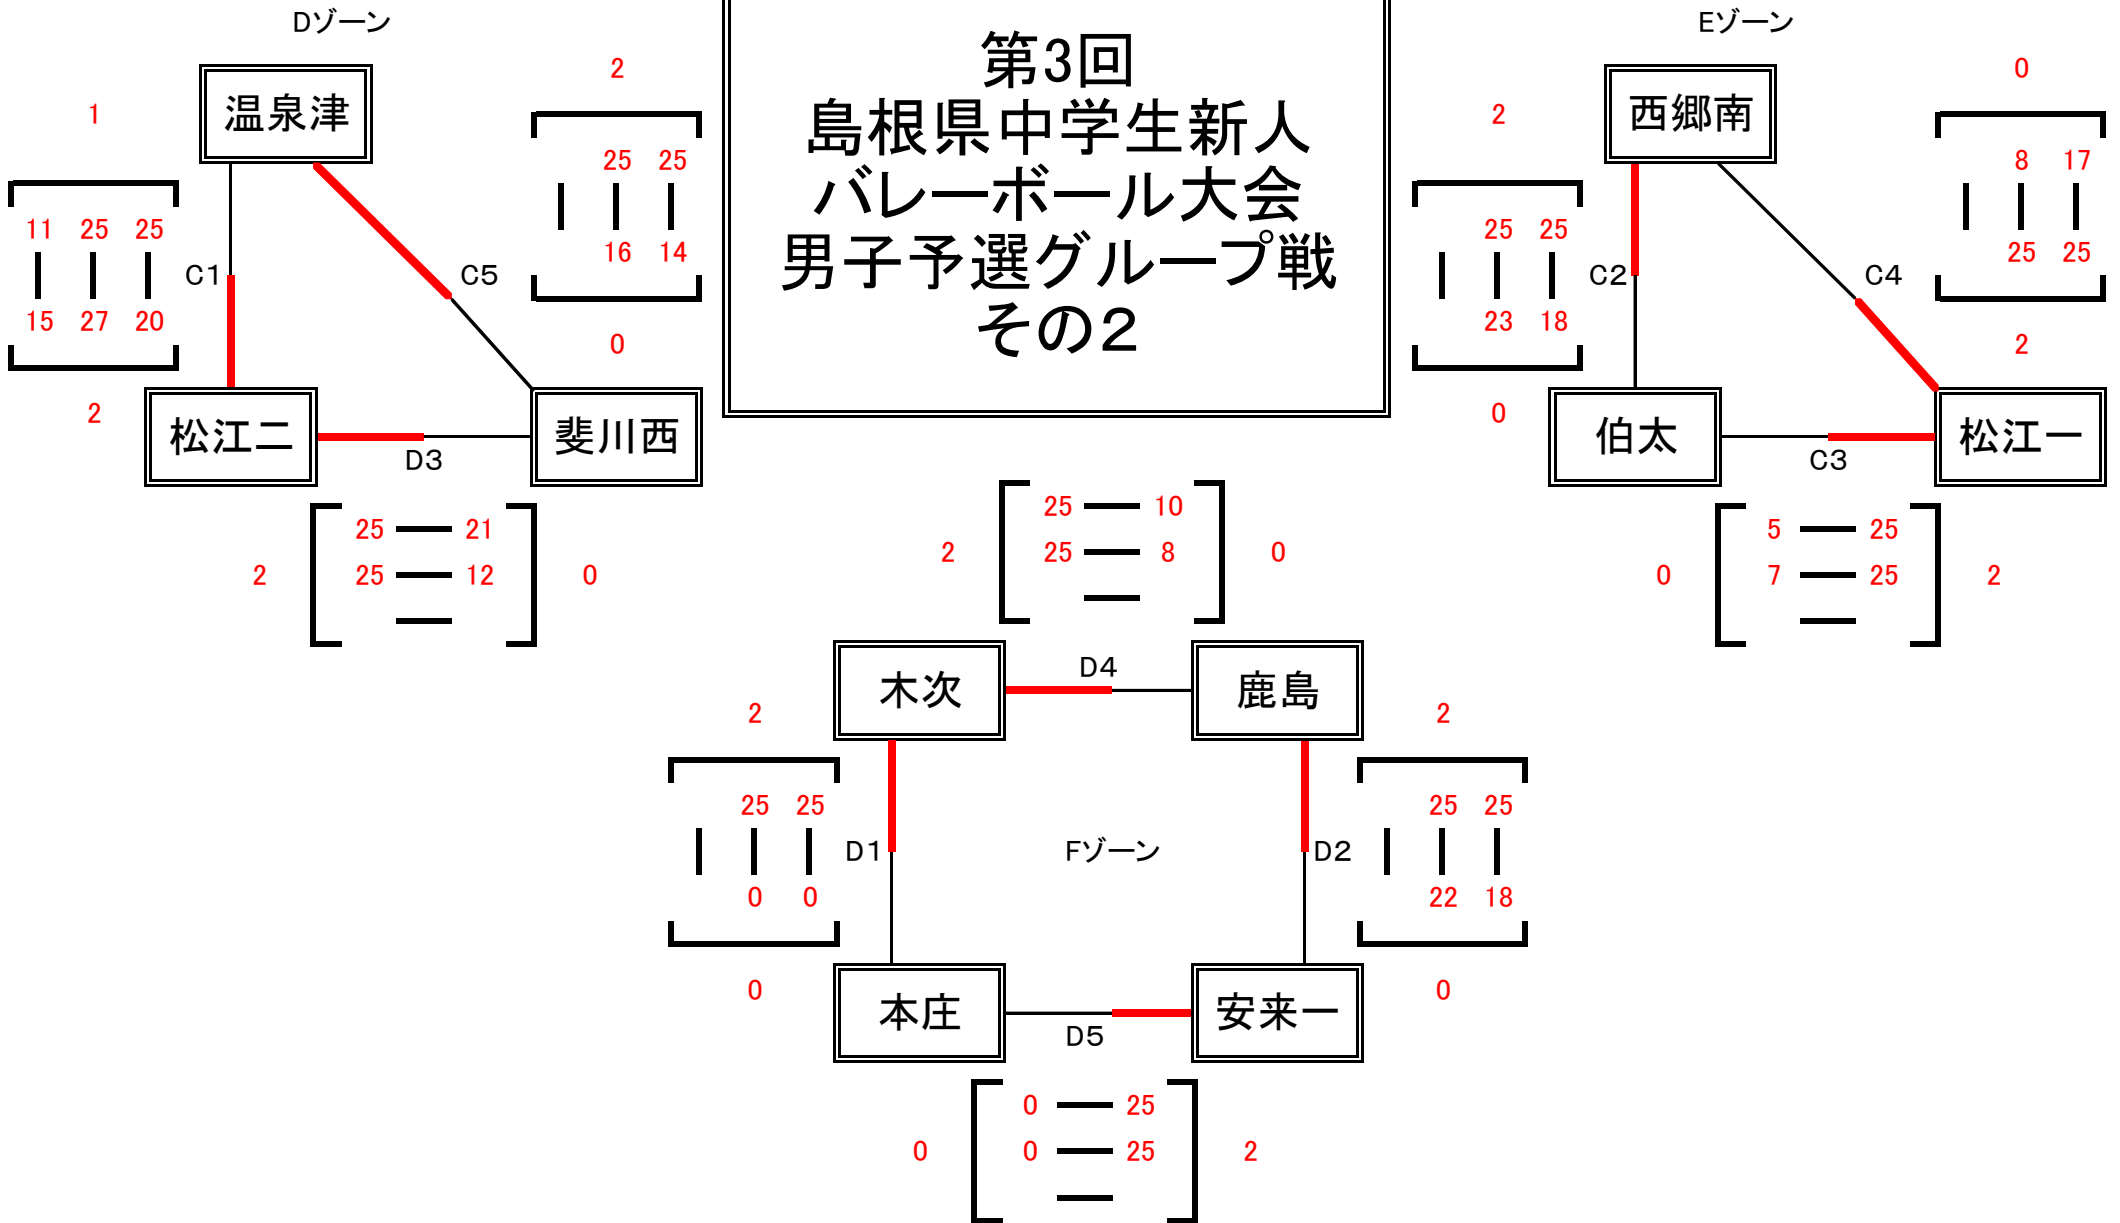 Dゾーン
Eゾーン
第3回
島根県中学生新人
バレーボール大会
男子予選グループ戦
その2
温泉津
1
2
25 25
16 14
0
11 25 25
15 27 20
2
C1
C5
松江二
斐川西
D3
25 21
25 12
2
0
西郷南
2
0
8 17
25 25
2
25 25
23 18
0
C2
C4
伯太
松江一
C3
5 25
7 25
0
2
25 10
25 8
2
0
木次
D4
鹿島
2
25 25
0 0
0
D1
Fゾーン
D2
2
25 25
22 18
0
本庄
安来一
D5
0 25
0 25
0
2